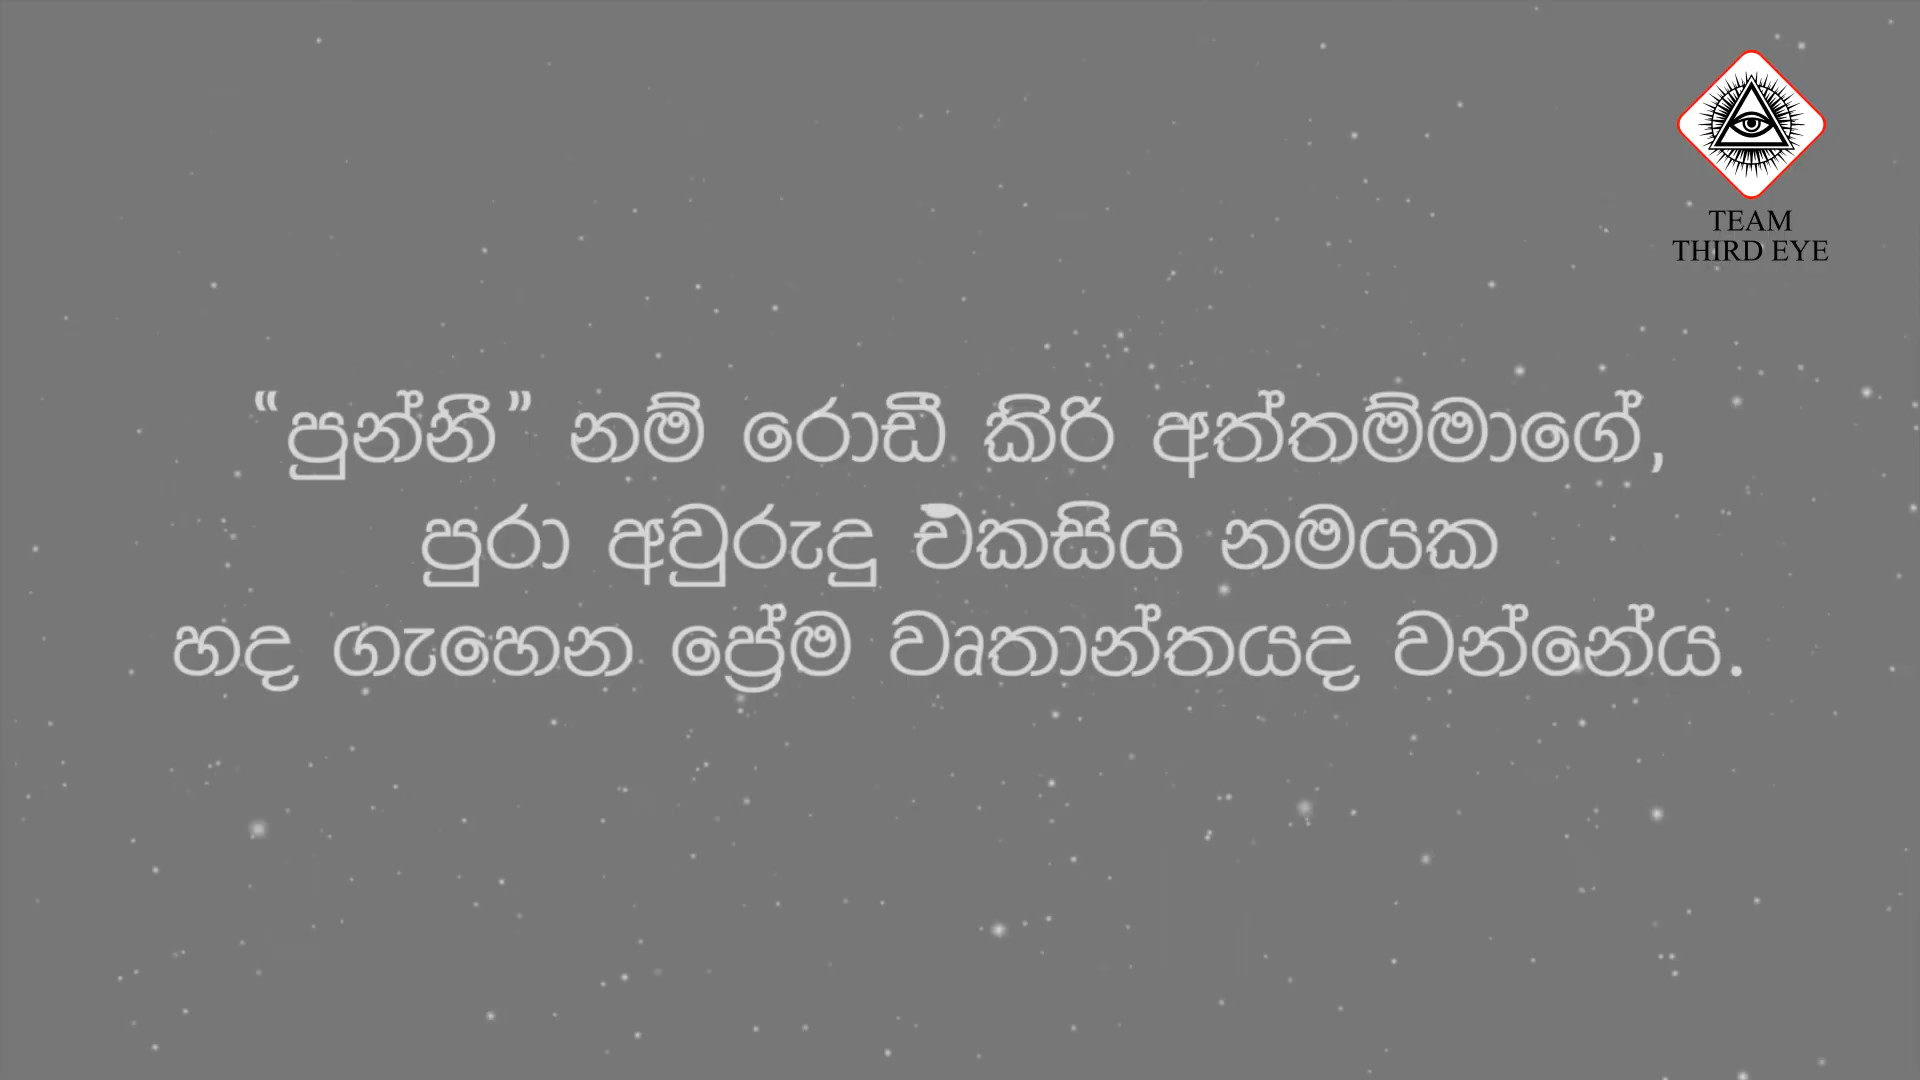 TEAM
THIRD EYE
“පුන්නී” නම් රොඩී කිරි අත්තම්මාගේ,
පුරා අවුරුදු එකසිය නමයක
හද ගැහෙන ප්‍රේම වෘතාන්තයද වන්නේය.